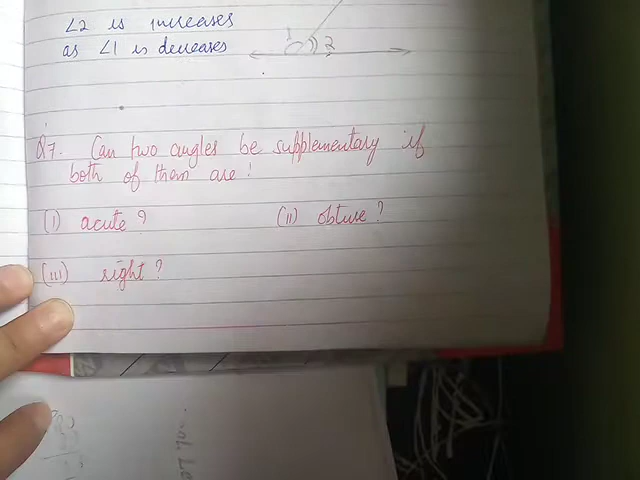 ∠2 is increases
as ∠1 is decreases
1 2
Q7. Can two angles be supplementary if
both of them are!
(i) acute? (ii) obtuse?
(iii) right?